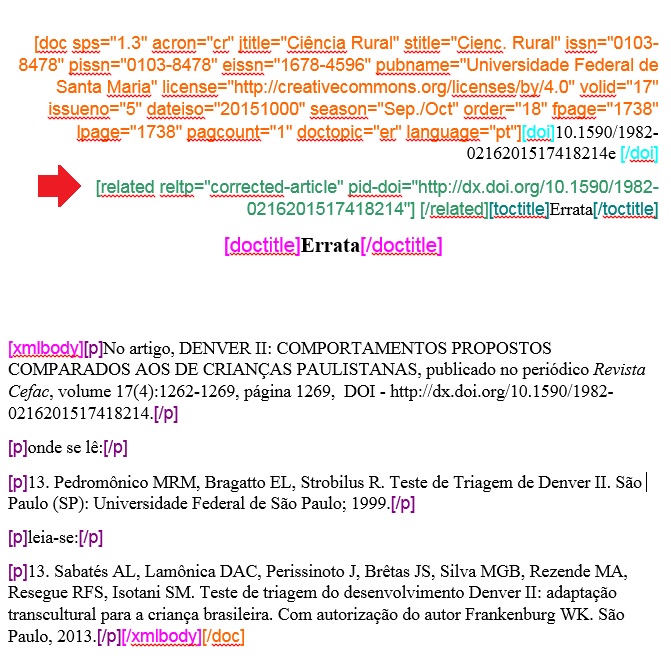 [doc sps="1.3" acron="cr" jtitle="Ciência Rural" stitle="Cienc. Rural" issn="0103-
8478" pissn="0103-8478" eissn="1678-4596" pubname="Universidade Federal de
Santa Maria" license="http://creativecommons.org/licenses/by/4.0" volid="17"
issueno="5" dateiso="20151000" season="Sep./Oct" order="18" fpage="1738"
lpage="1738" pagcount="1" doctopic="er" language="pt"][doi]10.1590/1982-
0216201517418214e [/doi]
[related reltp="corrected-article" pid-doi="http://dx.doi.org/10.1590/1982-
0216201517418214"] [/related][toctitle]Errata[/toctitle]
[doctitle]Errata[/doctitle]
[xmlbody][p]No artigo, DENVER II: COMPORTAMENTOS PROPOSTOS
COMPARADOS AOS DE CRIANÇAS PAULISTANAS, publicado no periódico Revista
Cefac, volume 17(4):1262-1269, página 1269, DOI - http://dx.doi.org/10.1590/1982-
0216201517418214.[/p]
[p]onde se lê:[/p]
[p]13. Pedromônico MRM, Bragatto EL, Strobilus R. Teste de Triagem de Denver II. São
Paulo (SP): Universidade Federal de São Paulo; 1999.[/p]
[p]leia-se:[/p]
[p]13. Sabatés AL, Lamônica DAC, Perissinoto J, Brêtas JS, Silva MGB, Rezende MA,
Resegue RFS, Isotani SM. Teste de triagem do desenvolvimento Denver II: adaptação
transcultural para a criança brasileira. Com autorização do autor Frankenburg WK. São
Paulo, 2013.[/p][/xmlbody][/doc]